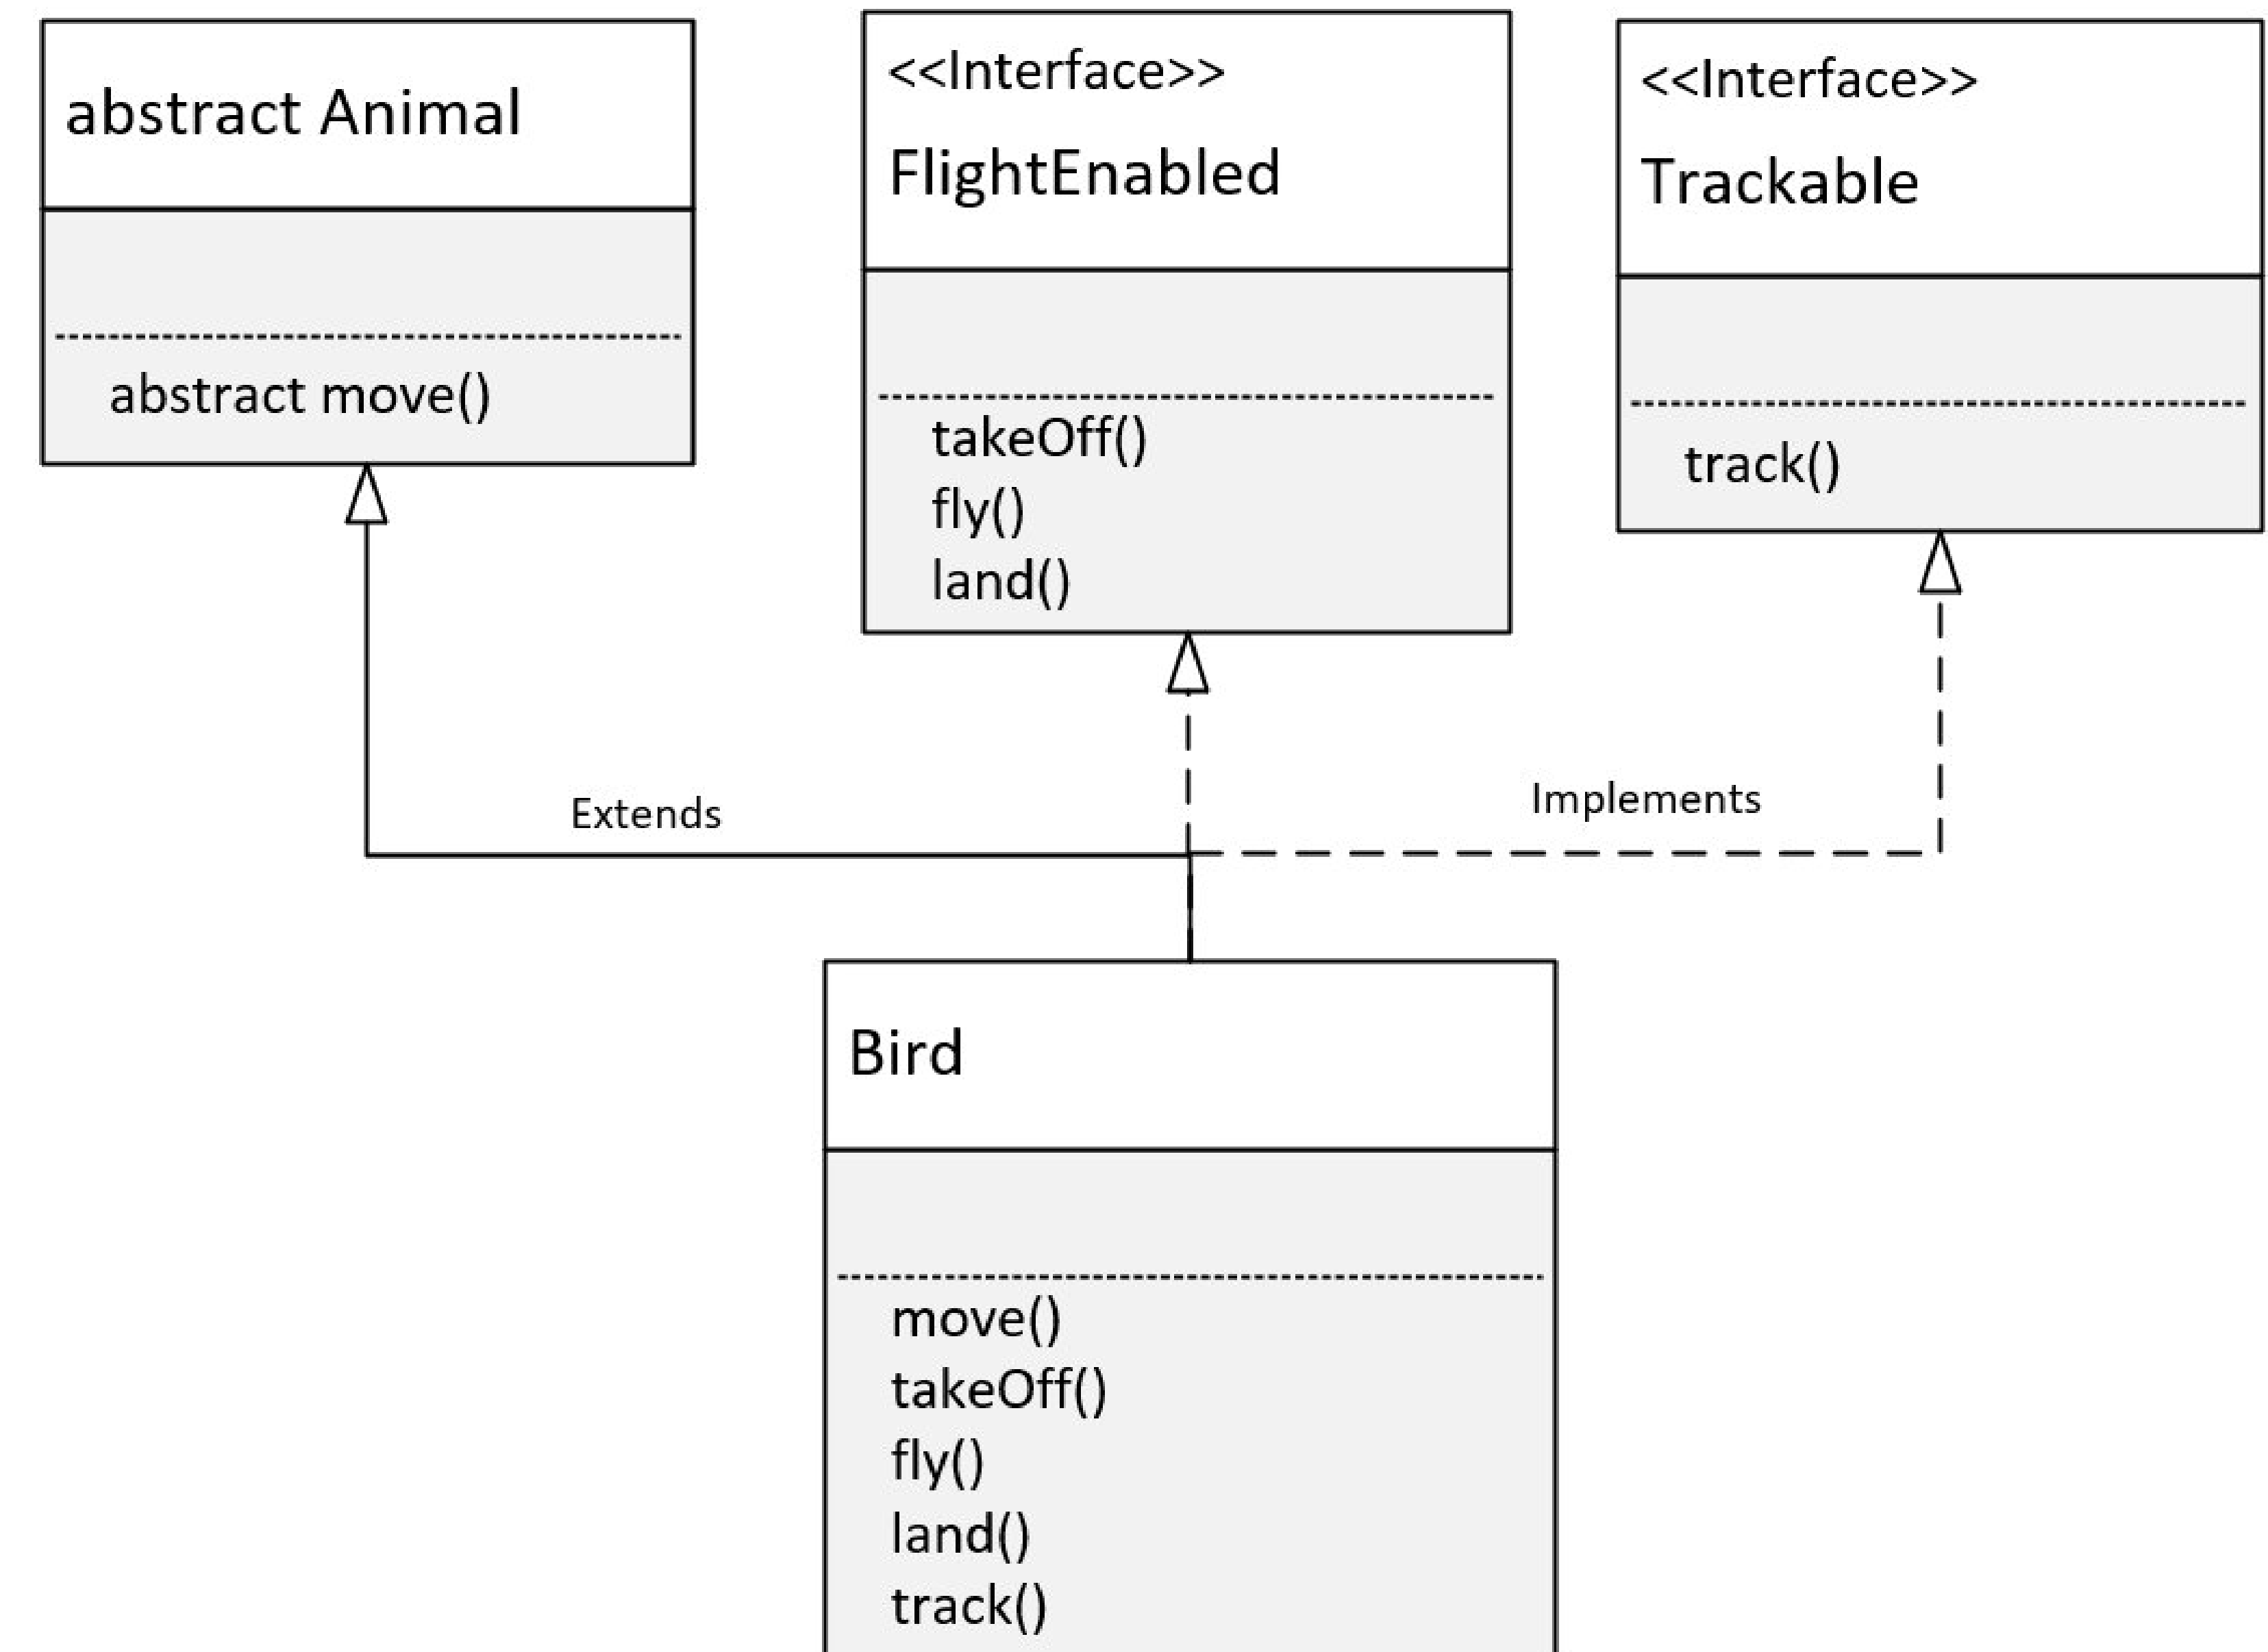 abstract Animal
abstract move()
<<Interface>>
FlightEnabled
takeOff()
fly()
land()
<<Interface>>
Trackable
track()
Extends
Implements
Bird
move()
takeOff()
fly()
land()
track()